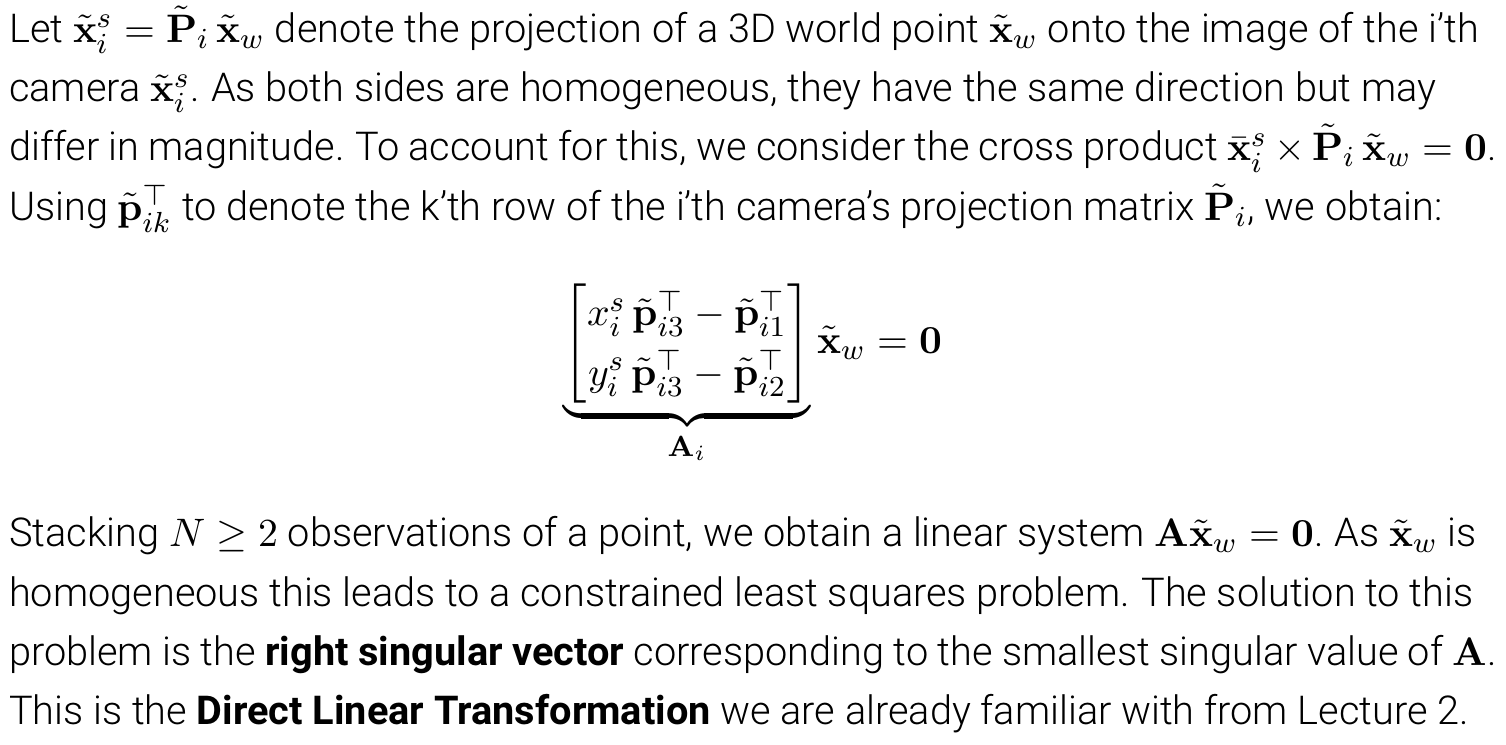 Let $\tilde{\mathbf{x}}_i^s = \tilde{\mathbf{P}}_i \tilde{\mathbf{x}}_w$ denote the projection of a 3D world point $\tilde{\mathbf{x}}_w$ onto the image of the i'th
camera $\tilde{\mathbf{x}}_i^s$. As both sides are homogeneous, they have the same direction but may
differ in magnitude. To account for this, we consider the cross product $\bar{\mathbf{x}}_i^s \times \tilde{\mathbf{P}}_i \tilde{\mathbf{x}}_w = \mathbf{0}$.
Using $\tilde{\mathbf{p}}_{ik}^\top$ to denote the k'th row of the i'th camera's projection matrix $\tilde{\mathbf{P}}_i$, we obtain:
$\underbrace{\begin{bmatrix} x_i^s \tilde{\mathbf{p}}_{i3}^\top - \tilde{\mathbf{p}}_{i1}^\top \\ y_i^s \tilde{\mathbf{p}}_{i3}^\top - \tilde{\mathbf{p}}_{i2}^\top \end{bmatrix}}_{\mathbf{A}_i} \tilde{\mathbf{x}}_w = \mathbf{0}$
Stacking $N \geq 2$ observations of a point, we obtain a linear system $\mathbf{A}\tilde{\mathbf{x}}_w = \mathbf{0}$. As $\tilde{\mathbf{x}}_w$ is
homogeneous this leads to a constrained least squares problem. The solution to this
problem is the right singular vector corresponding to the smallest singular value of $\mathbf{A}$.
This is the Direct Linear Transformation we are already familiar with from Lecture 2.